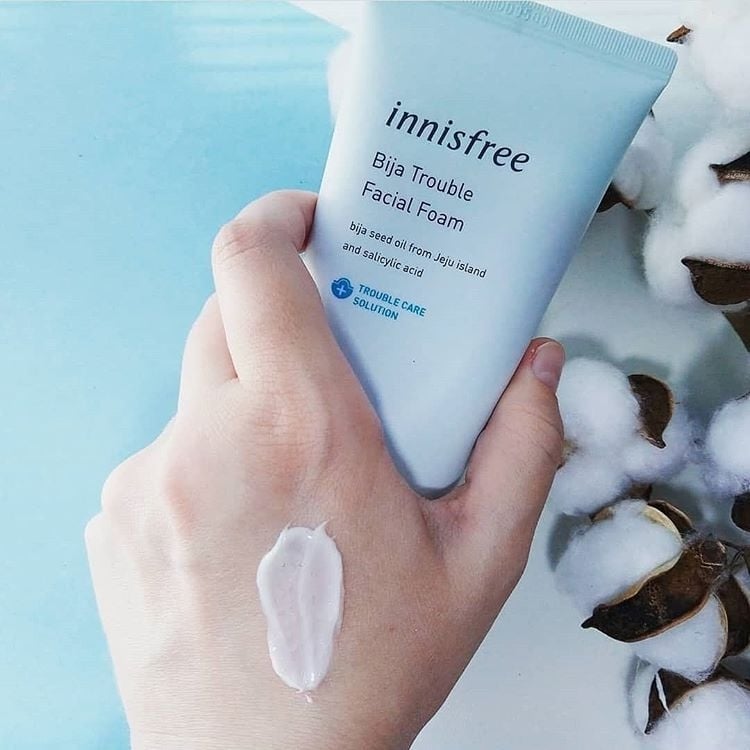 innisfree
Bija Trouble
Facial Foam
bija seed oil from Jeju island
and salicylic acid
TROUBLE CARE
SOLUTION